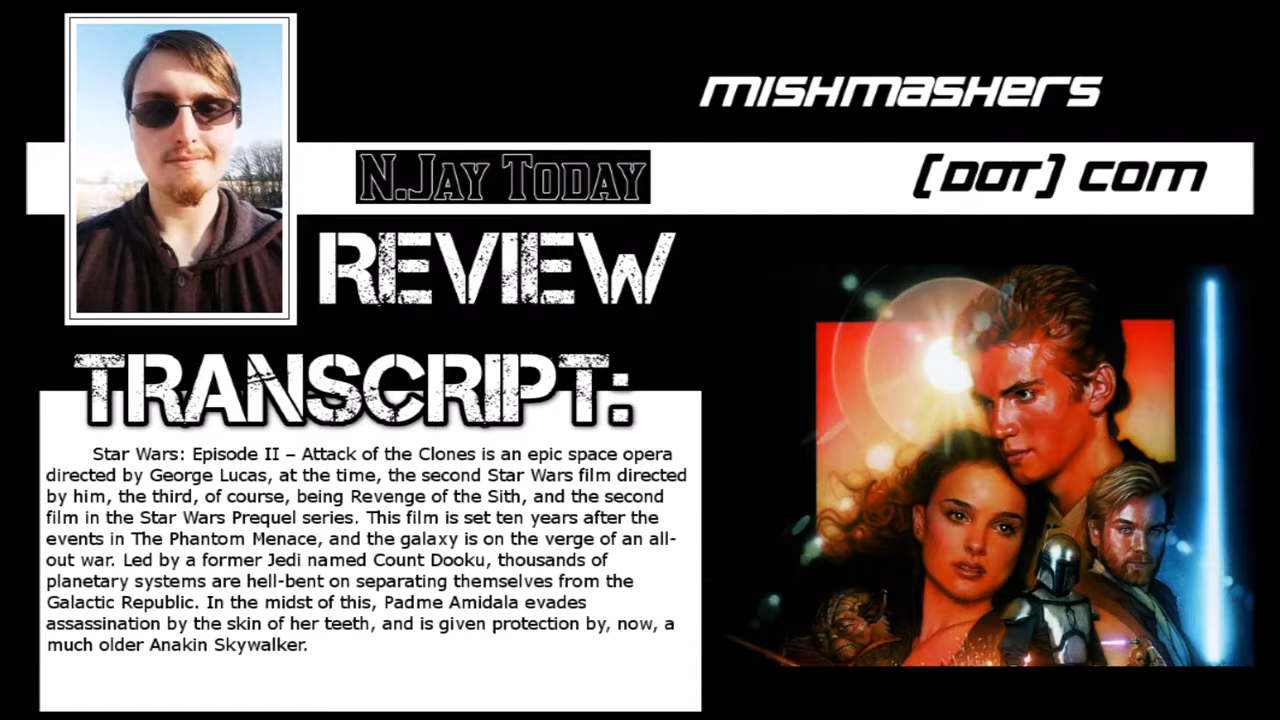 MISHMASHERS
N.JAY TODAY
(DOT) COM
REVIEW
TRANSCRIPT:
Star Wars: Episode II – Attack of the Clones is an epic space opera
directed by George Lucas, at the time, the second Star Wars film directed
by him, the third, of course, being Revenge of the Sith, and the second
film in the Star Wars Prequel series. This film is set ten years after the
events in The Phantom Menace, and the galaxy is on the verge of an all-
out war. Led by a former Jedi named Count Dooku, thousands of
planetary systems are hell-bent on separating themselves from the
Galactic Republic. In the midst of this, Padme Amidala evades
assassination by the skin of her teeth, and is given protection by, now, a
much older Anakin Skywalker.